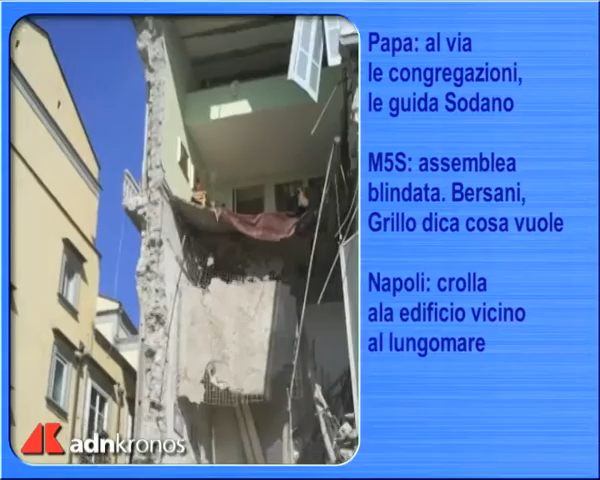 Papa: al via
le congregazioni,
le guida Sodano
M5S: assemblea
blindata. Bersani,
Grillo dica cosa vuole
Napoli: crolla
ala edificio vicino
al lungomare
adnkronos